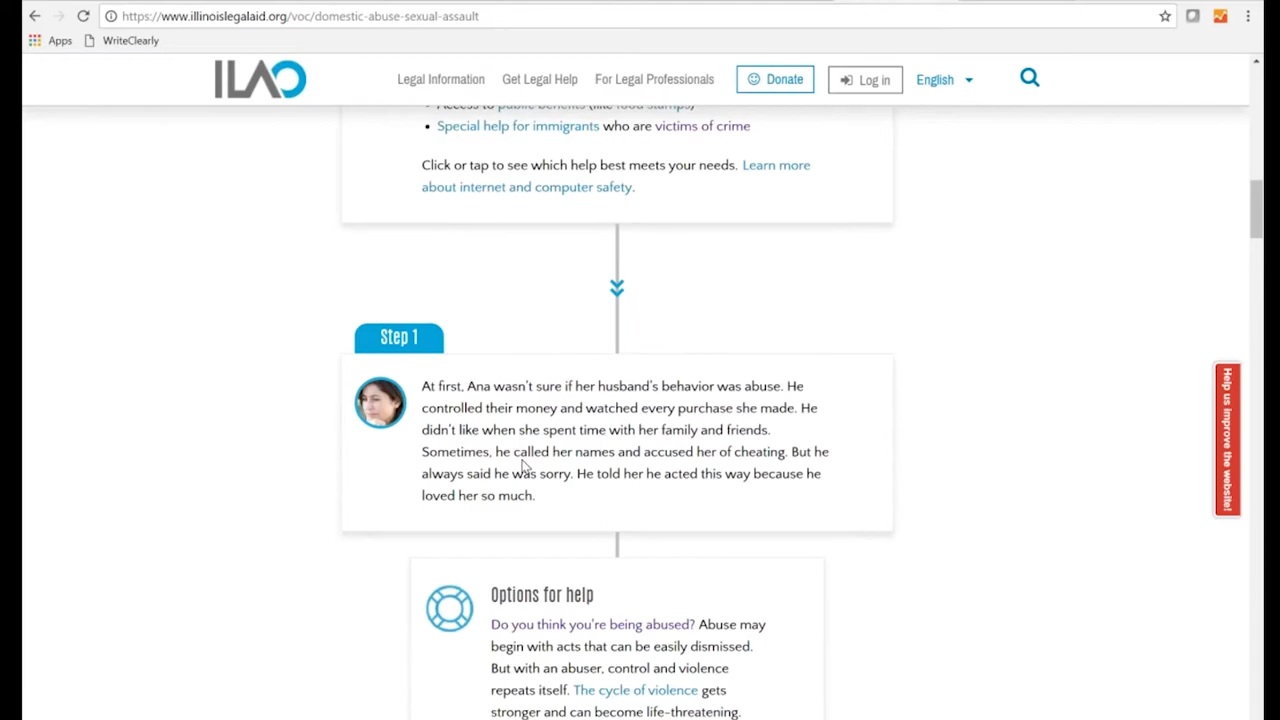 https://www.illinoislegalaid.org/voc/domestic-abuse-sexual-assault
Apps WriteClearly
ILAO
Legal Information Get Legal Help For Legal Professionals Donate Log in English
• Access to public benefits (like food stamps)
• Special help for immigrants who are victims of crime
Click or tap to see which help best meets your needs. Learn more
about internet and computer safety.
Step 1
At first, Ana wasn't sure if her husband's behavior was abuse. He
controlled their money and watched every purchase she made. He
didn't like when she spent time with her family and friends.
Sometimes, he called her names and accused her of cheating. But he
always said he was sorry. He told her he acted this way because he
loved her so much.
Help us improve the website!
Options for help
Do you think you're being abused? Abuse may
begin with acts that can be easily dismissed.
But with an abuser, control and violence
repeats itself. The cycle of violence gets
stronger and can become life-threatening.